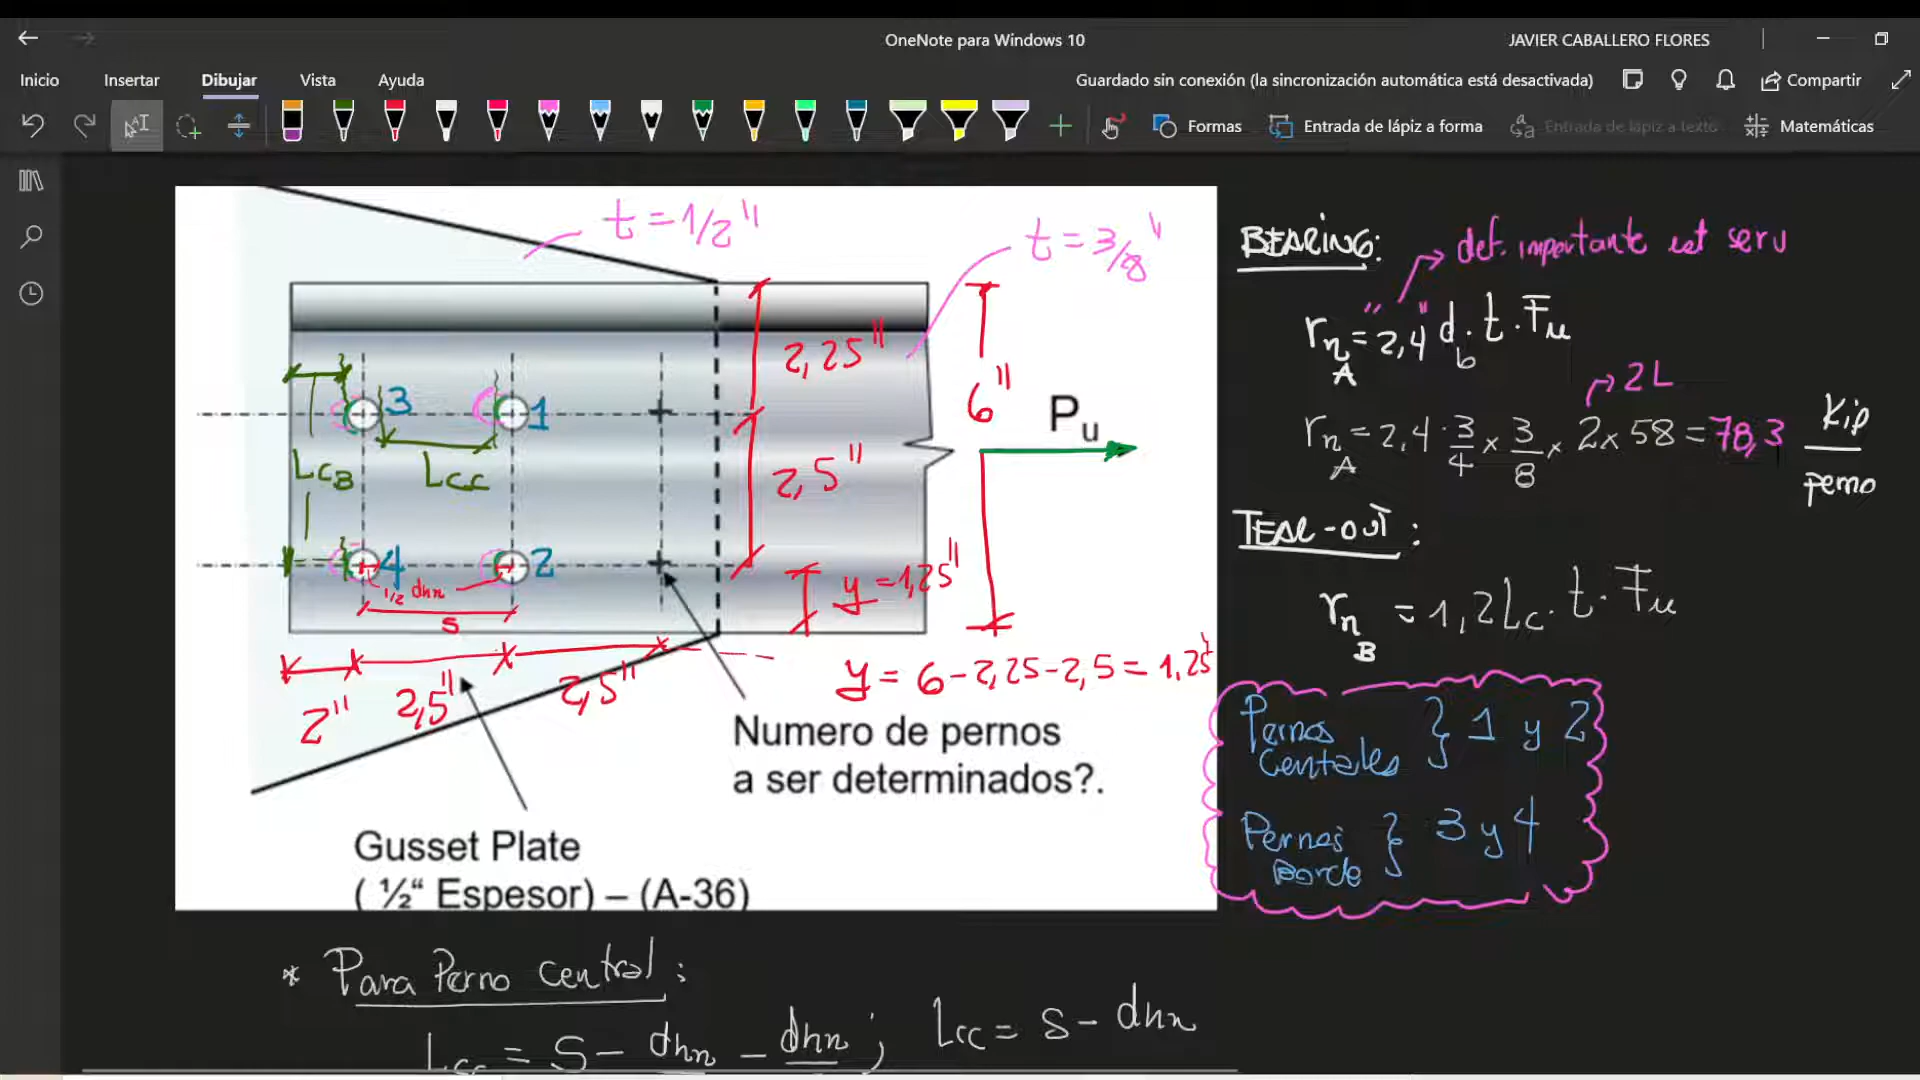 OneNote para Windows 10
JAVIER CABALLERO FLORES
Inicio
Insertar
Dibujar
Vista
Ayuda
Guardado sin conexión (la sincronización automática está desactivada)
Compartir
Formas
Entrada de lápiz a forma
Entrada de lápiz a texto
Matemáticas
t = 1/2"
t = 3/8"
2,25"
6"
Pu
3
1
LcB
Lcc
2,5"
4
2
1/2 dhn
s
y = 1,25"
y = 6 - 2,25 - 2,5 = 1,25"
2"
2,5"
2,5"
Numero de pernos
a ser determinados?.
Gusset Plate
( ½“ Espesor) – (A-36)
BEARING:
def. importante est serv
rnA = "2,4" db . t . Fu
2L
rnA = 2,4 · 3/4 x 3/8 x 2 x 58 = 78,3 Kip/perno
TEAR-OUT :
rnB = 1,2 Lc . t . Fu
Pernos Centrales } 1 y 2
Pernos Borde } 3 y 4
* Para Perno Central :
Lcc = S - dhn - dhn ; Lcc = S - dhn